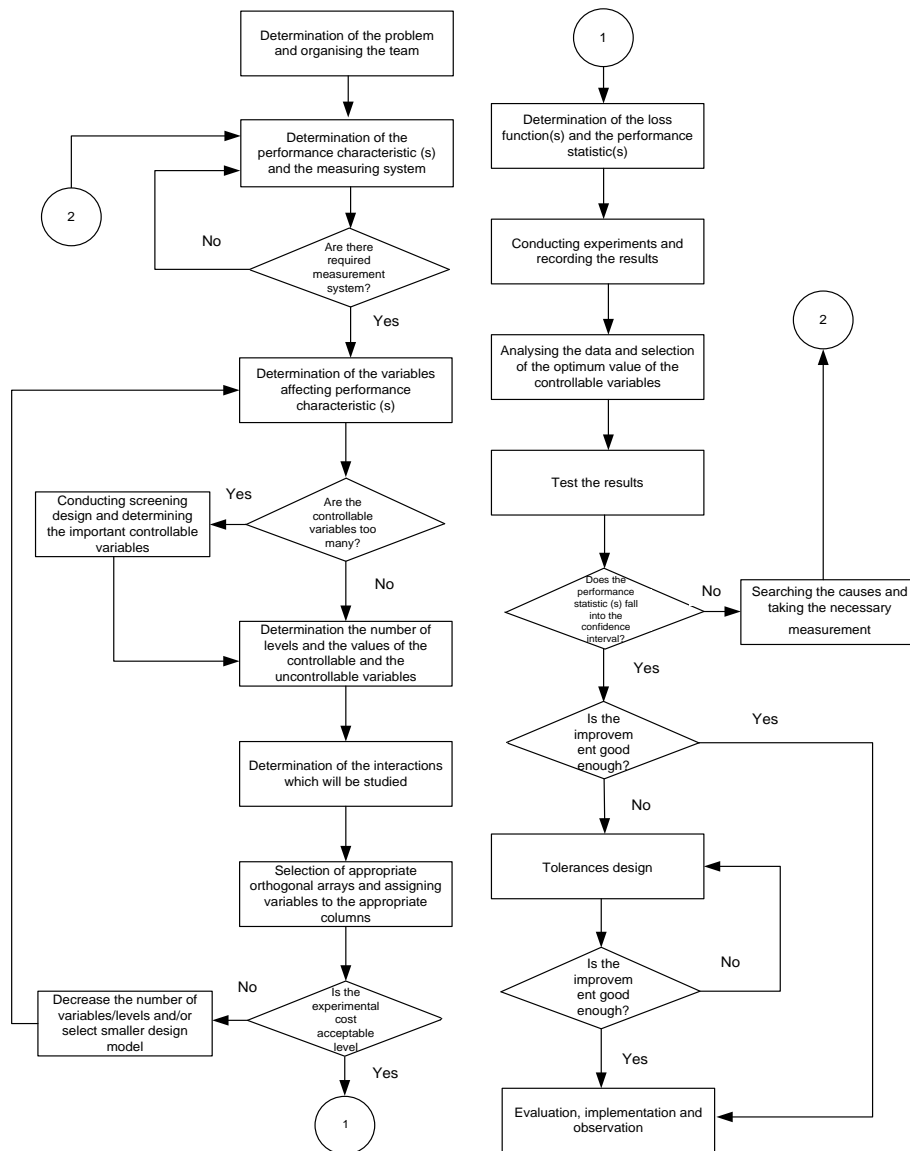 Determination of the problem
and organising the team
Determination of the
performance characteristic (s)
and the measuring system
2
No
Are there
required
measurement
system?
Yes
Determination of the variables
affecting performance
characteristic (s)
Conducting screening
design and determining
the important controllable
variables
Yes
Are the
controllable
variables too
many?
No
Determination the number of
levels and the values of the
controllable and the
uncontrollable variables
Determination of the interactions
which will be studied
Selection of appropriate
orthogonal arrays and assigning
variables to the appropriate
columns
Decrease the number of
variables/levels and/or
select smaller design
model
No
Is the
experimental
cost
acceptable
level
Yes
1
1
Determination of the loss
function(s) and the performance
statistic(s)
Conducting experiments and
recording the results
Analysing the data and selection
of the optimum value of the
controllable variables
2
Test the results
Does the
performance
statistic (s) fall
into the
confidence
interval?
No
Searching the causes and
taking the necessary
measurement
Yes
Is the
improvem
ent good
enough?
Yes
No
Tolerances design
Is the
improvem
ent good
enough?
No
Yes
Evaluation, implementation and
observation